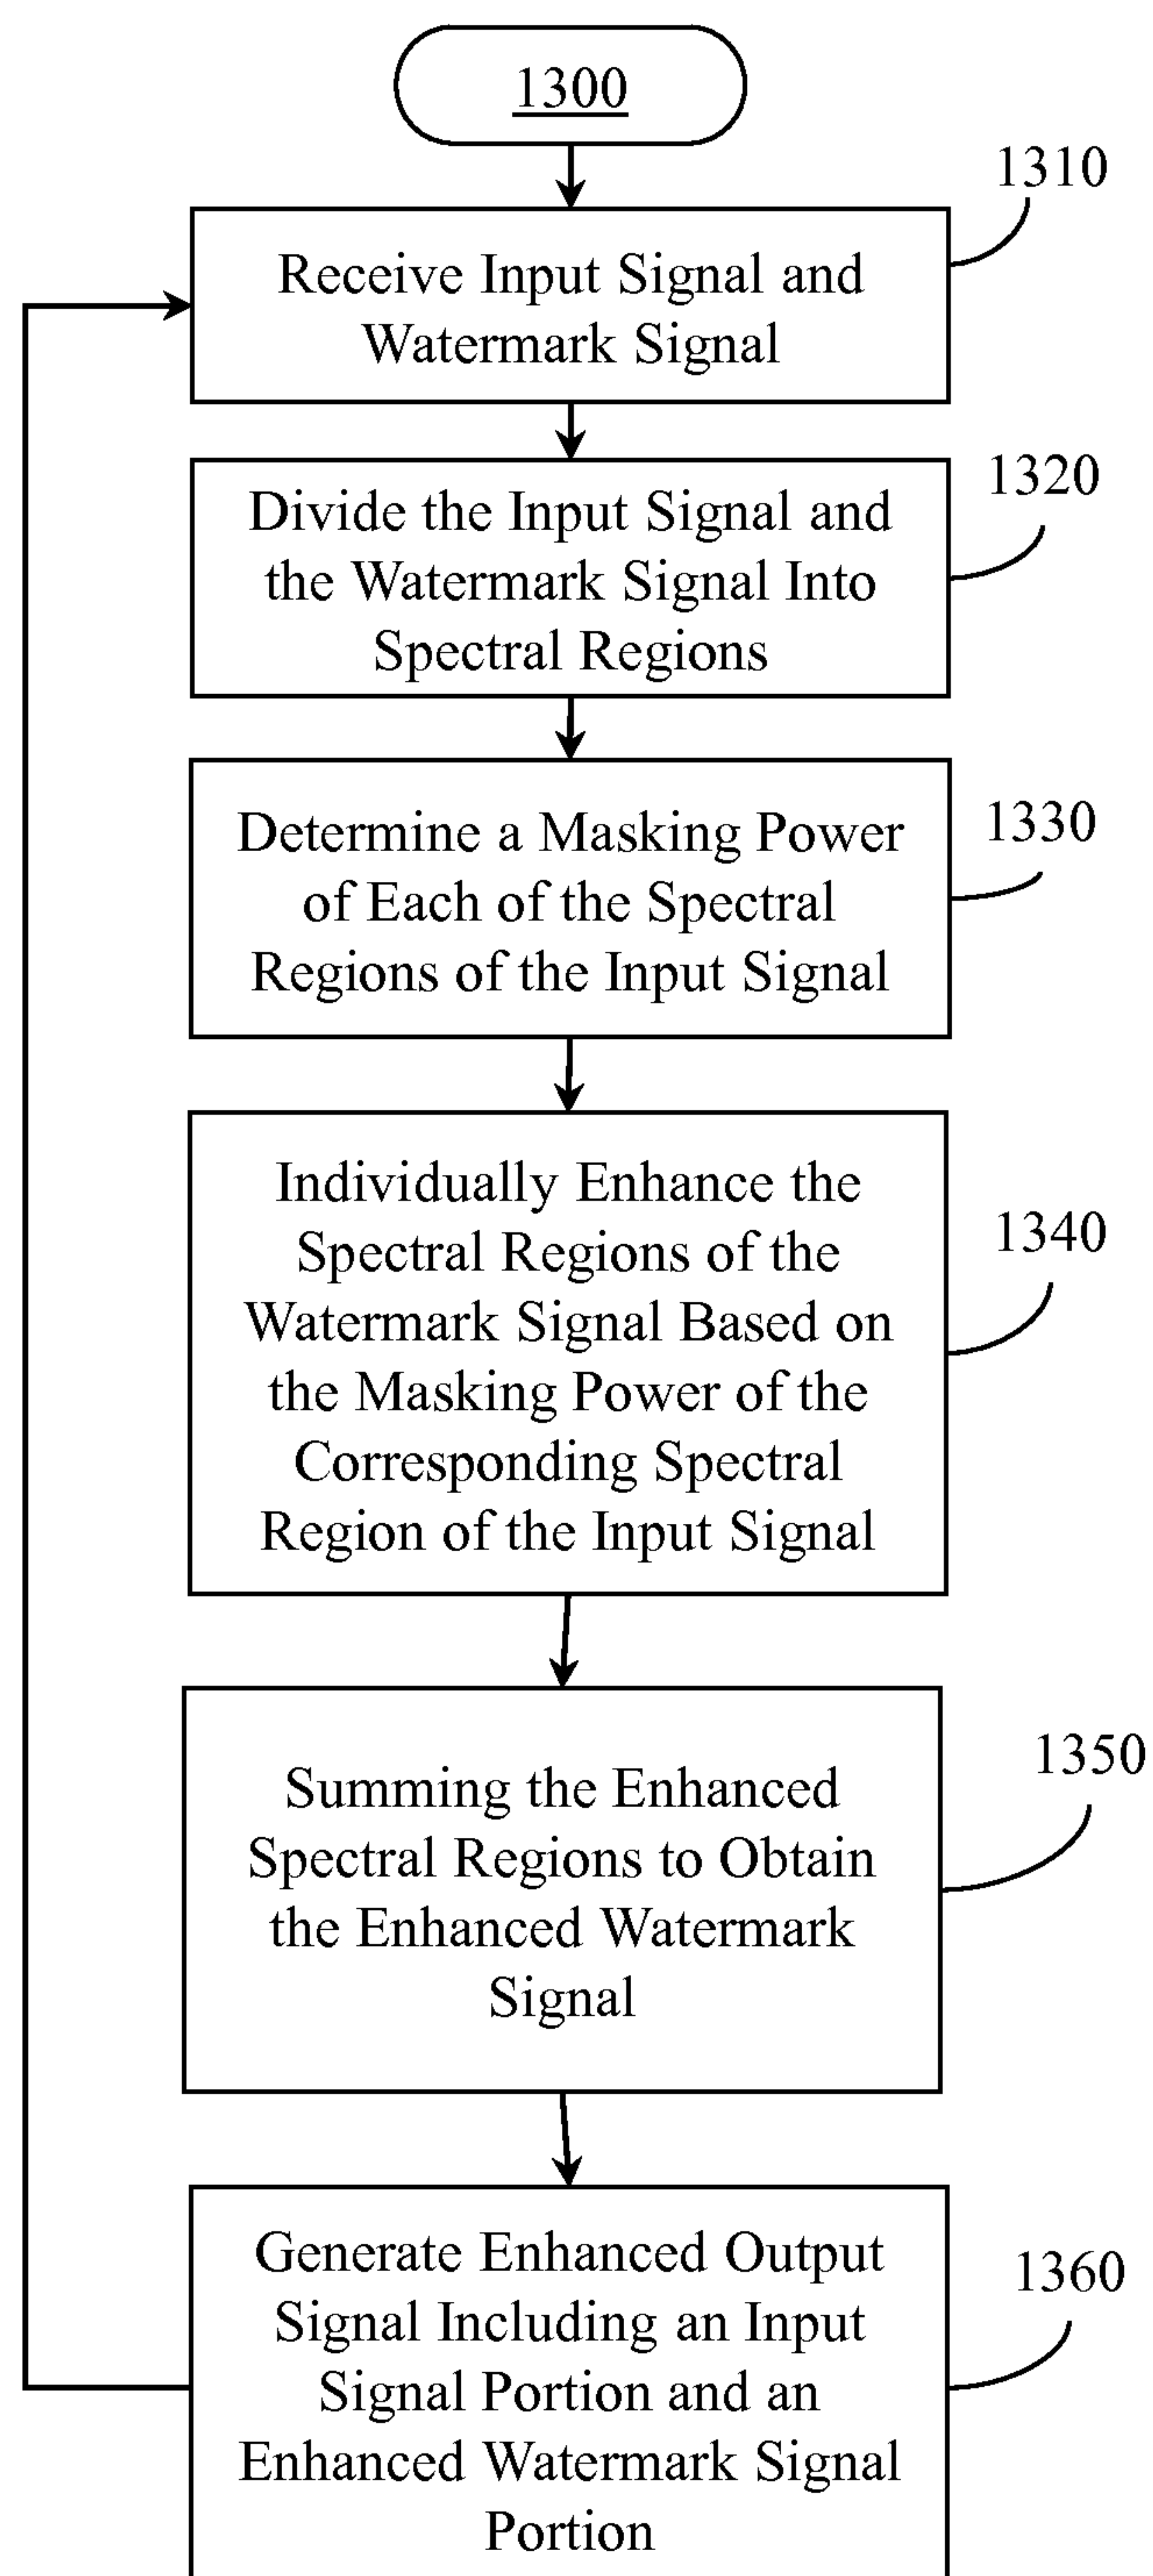 1300
1310
Receive Input Signal and
Watermark Signal
1320
Divide the Input Signal and
the Watermark Signal Into
Spectral Regions
1330
Determine a Masking Power
of Each of the Spectral
Regions of the Input Signal
1340
Individually Enhance the
Spectral Regions of the
Watermark Signal Based on
the Masking Power of the
Corresponding Spectral
Region of the Input Signal
1350
Summing the Enhanced
Spectral Regions to Obtain
the Enhanced Watermark
Signal
1360
Generate Enhanced Output
Signal Including an Input
Signal Portion and an
Enhanced Watermark Signal
Portion